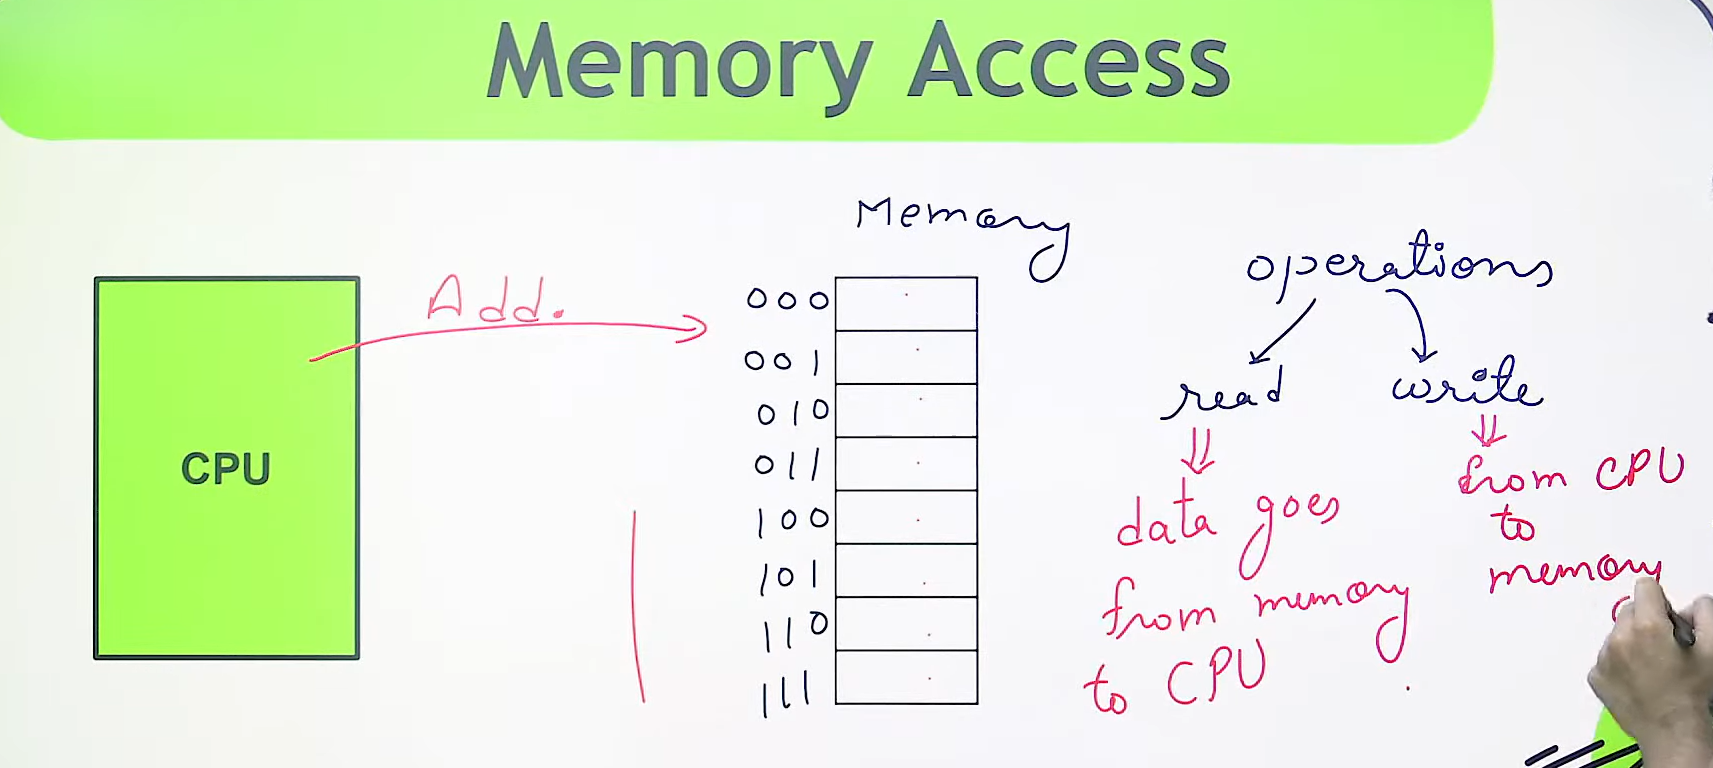 Memory Access
Memory
operations
Add.
000
001
010
011
100
101
110
111
CPU
read
write
data goes
from memory
to CPU
from CPU
to
memory